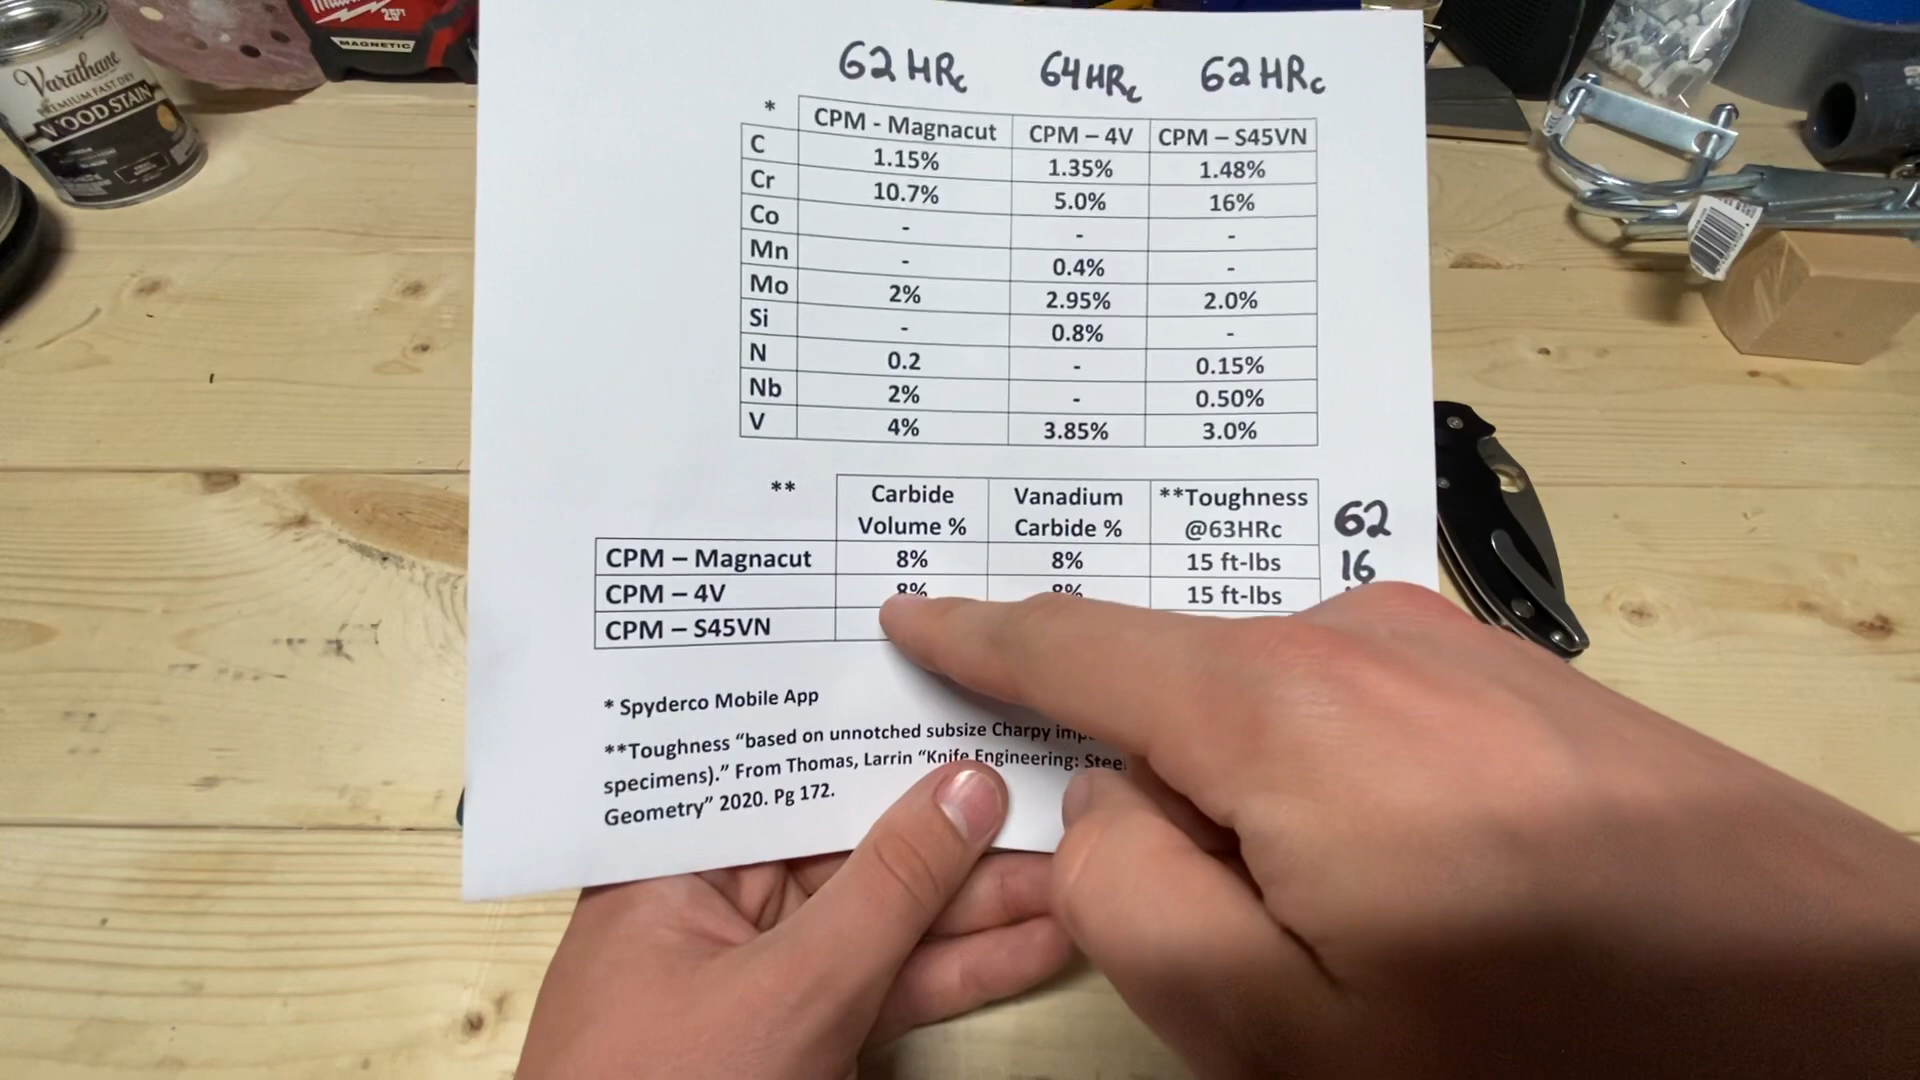 Varathane
PREMIUM FAST DRY
WOOD STAIN
25FT
MAGNETIC
62 HRc 64HRc 62 HRc
* CPM - Magnacut CPM – 4V CPM – S45VN
C 1.15% 1.35% 1.48%
Cr 10.7% 5.0% 16%
Co - - -
Mn - 0.4% -
Mo 2% 2.95% 2.0%
Si - 0.8% -
N 0.2 - 0.15%
Nb 2% - 0.50%
V 4% 3.85% 3.0%
** Carbide Vanadium **Toughness
Volume % Carbide % @63HRc 62
CPM – Magnacut 8% 8% 15 ft-lbs 16
CPM – 4V 8% 8% 15 ft-lbs
CPM – S45VN
* Spyderco Mobile App
**Toughness “based on unnotched subsize Charpy
specimens).” From Thomas, Larrin “Knife Engineering:
Geometry” 2020. Pg 172.